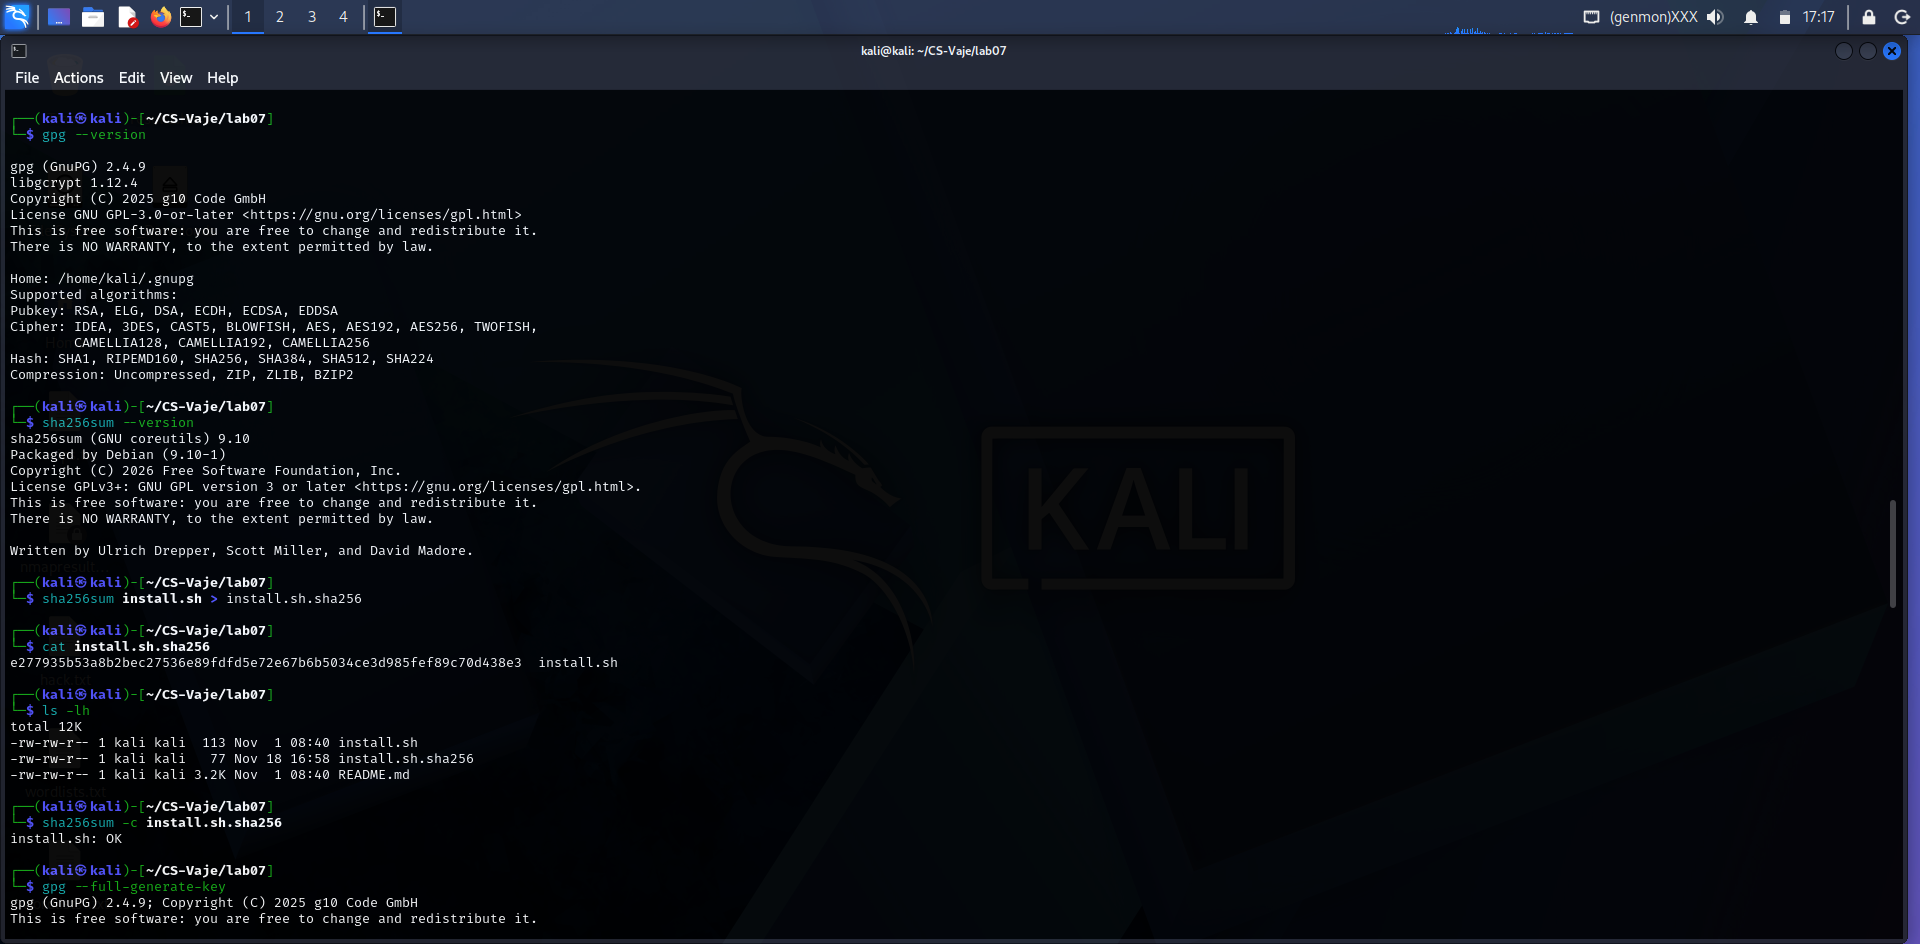 1 2 3 4 (genmon)XXX 17:17
kali@kali: ~/CS-Vaje/lab07
File Actions Edit View Help
┌──(kali㉿kali)-[~/CS-Vaje/lab07]
└─$ gpg --version
gpg (GnuPG) 2.4.9
libgcrypt 1.12.4
Copyright (C) 2025 g10 Code GmbH
License GNU GPL-3.0-or-later <https://gnu.org/licenses/gpl.html>
This is free software: you are free to change and redistribute it.
There is NO WARRANTY, to the extent permitted by law.
Home: /home/kali/.gnupg
Supported algorithms:
Pubkey: RSA, ELG, DSA, ECDH, ECDSA, EDDSA
Cipher: IDEA, 3DES, CAST5, BLOWFISH, AES, AES192, AES256, TWOFISH,
CAMELLIA128, CAMELLIA192, CAMELLIA256
Hash: SHA1, RIPEMD160, SHA256, SHA384, SHA512, SHA224
Compression: Uncompressed, ZIP, ZLIB, BZIP2
┌──(kali㉿kali)-[~/CS-Vaje/lab07]
└─$ sha256sum --version
sha256sum (GNU coreutils) 9.10
Packaged by Debian (9.10-1)
Copyright (C) 2026 Free Software Foundation, Inc.
License GPLv3+: GNU GPL version 3 or later <https://gnu.org/licenses/gpl.html>.
This is free software: you are free to change and redistribute it.
There is NO WARRANTY, to the extent permitted by law.
Written by Ulrich Drepper, Scott Miller, and David Madore.
┌──(kali㉿kali)-[~/CS-Vaje/lab07]
└─$ sha256sum install.sh > install.sh.sha256
┌──(kali㉿kali)-[~/CS-Vaje/lab07]
└─$ cat install.sh.sha256
e277935b53a8b2bec27536e89fdfd5e72e67b6b5034ce3d985fef89c70d438e3  install.sh
┌──(kali㉿kali)-[~/CS-Vaje/lab07]
└─$ ls -lh
total 12K
-rw-rw-r-- 1 kali kali  113 Nov  1 08:40 install.sh
-rw-rw-r-- 1 kali kali   77 Nov 18 16:58 install.sh.sha256
-rw-rw-r-- 1 kali kali 3.2K Nov  1 08:40 README.md
┌──(kali㉿kali)-[~/CS-Vaje/lab07]
└─$ sha256sum -c install.sh.sha256
install.sh: OK
┌──(kali㉿kali)-[~/CS-Vaje/lab07]
└─$ gpg --full-generate-key
gpg (GnuPG) 2.4.9; Copyright (C) 2025 g10 Code GmbH
This is free software: you are free to change and redistribute it.
KALI
hack.txt
wordlists.txt